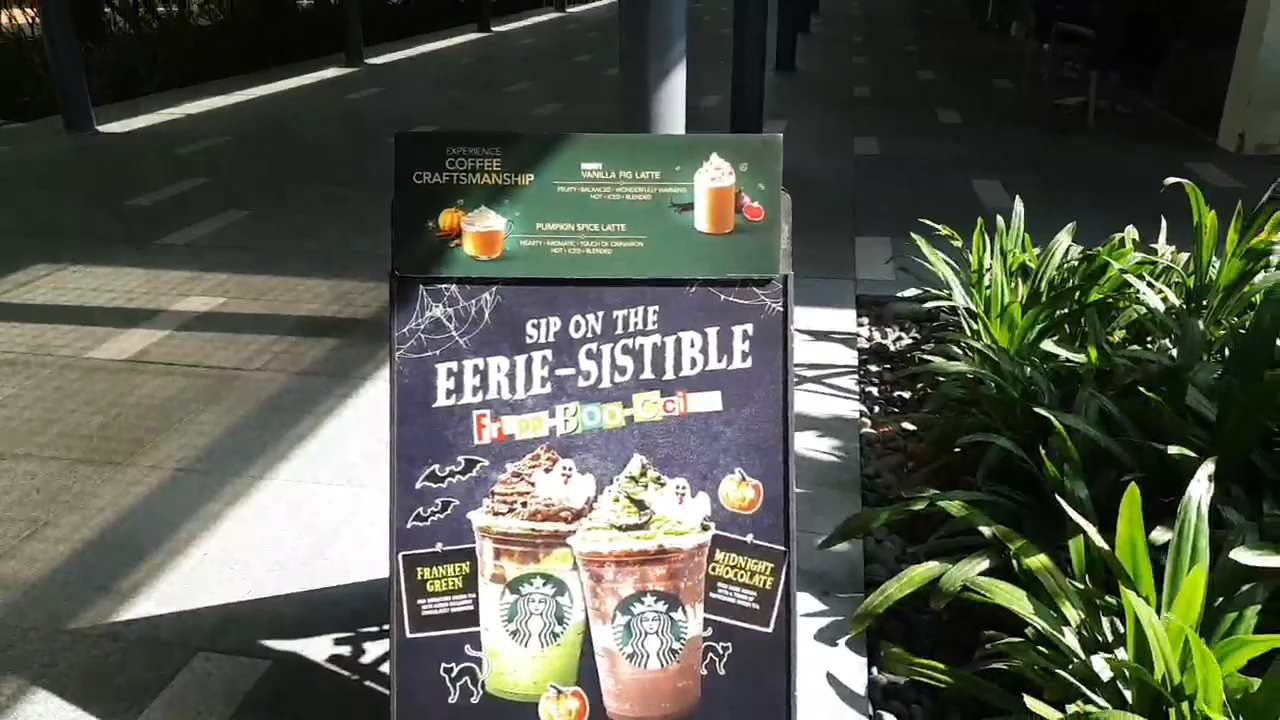 EXPERIENCE
COFFEE
CRAFTSMANSHIP
VANILLA FIG LATTE
FRUITY • BALANCED • WONDERFULLY WARMING
HOT • ICED • BLENDED
PUMPKIN SPICE LATTE
HEARTY • AROMATIC • TOUCH OF CINNAMON
HOT • ICED • BLENDED
SIP ON THE
EERIE-SISTIBLE
Frapp-Boo-Cci
FRANKEN
GREEN
MIDNIGHT
CHOCOLATE